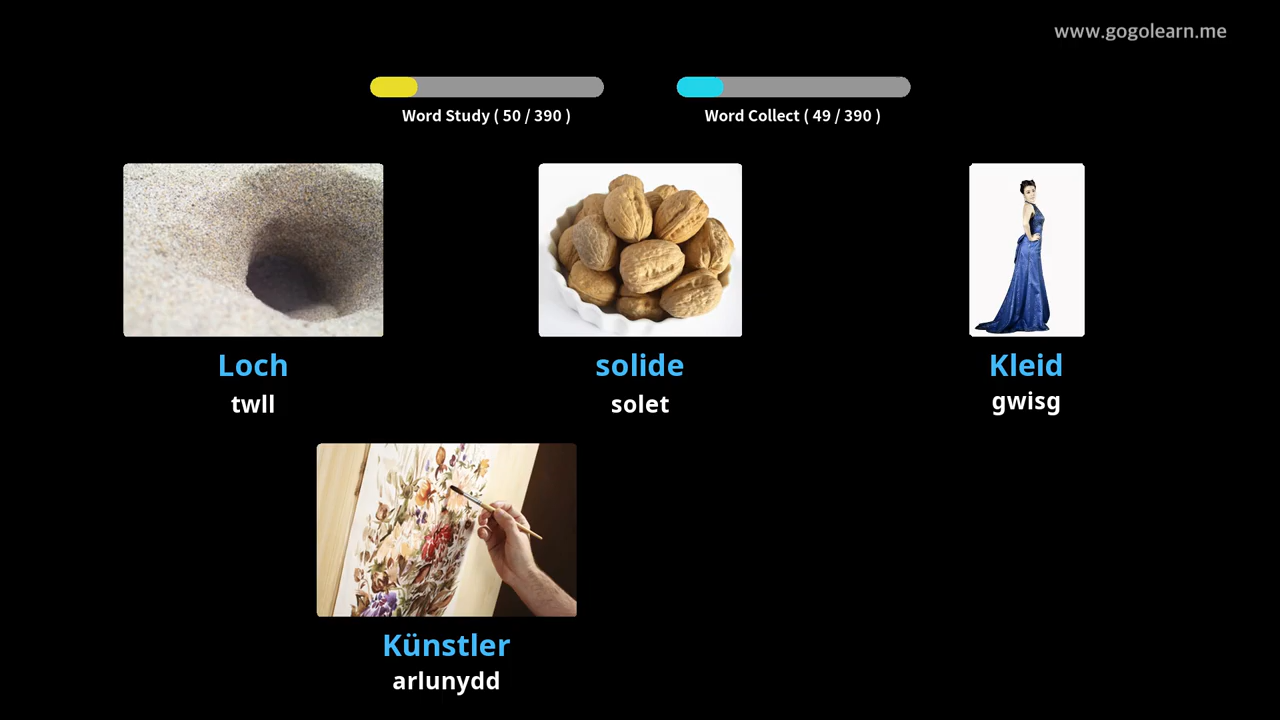 www.gogolearn.me
Word Study ( 50 / 390 )
Word Collect ( 49 / 390 )
Loch
twll
solide
solet
Kleid
gwisg
Künstler
arlunydd